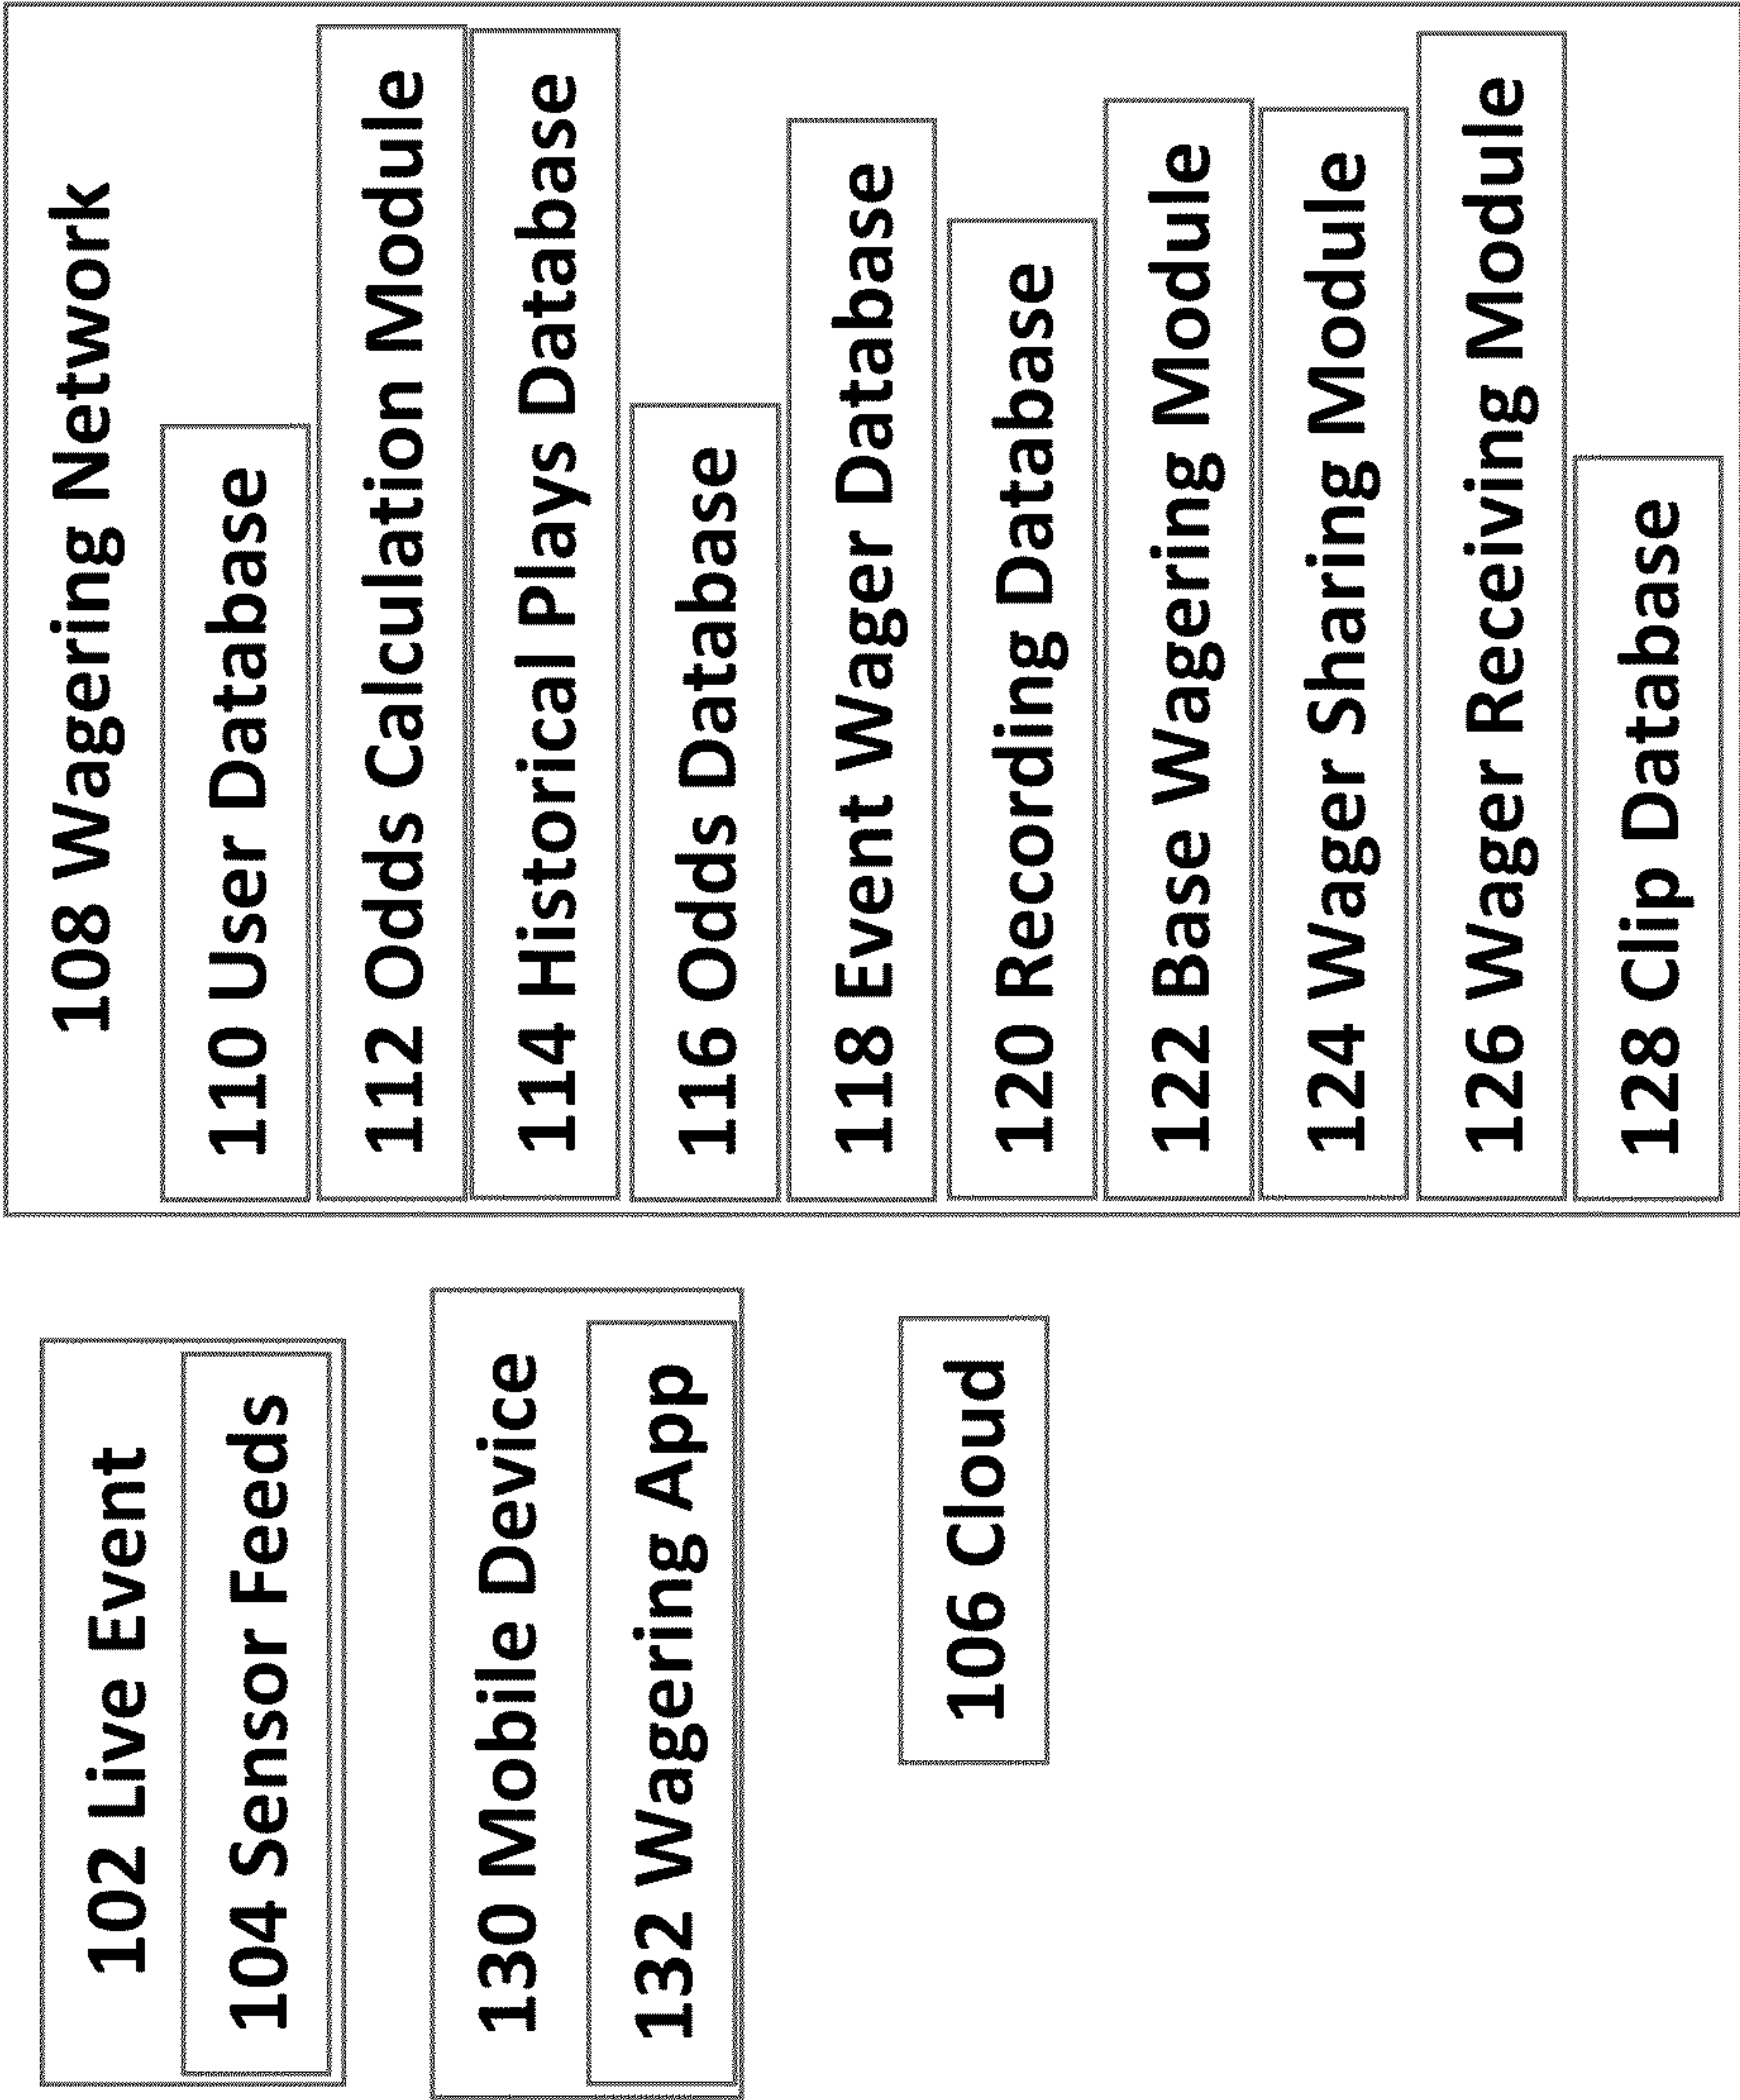 102 Live Event
104 Sensor Feeds
130 Mobile Device
132 Wagering App
106 Cloud
108 Wagering Network
110 User Database
112 Odds Calculation Module
114 Historical Plays Database
116 Odds Database
118 Event Wager Database
120 Recording Database
122 Base Wagering Module
124 Wager Sharing Module
126 Wager Receiving Module
128 Clip Database